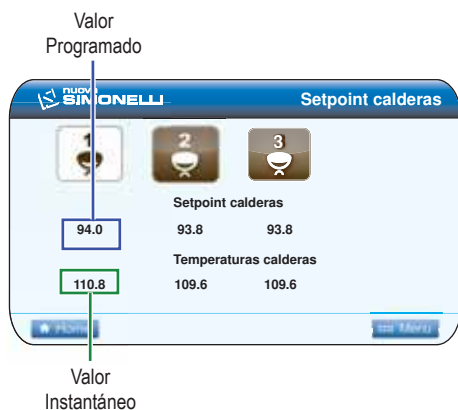 Valor
Programado
nuova
SIMONELLI
Setpoint calderas
1 2 3
Setpoint calderas
94.0 93.8 93.8
Temperaturas calderas
110.8 109.6 109.6
Home Menu
Valor
Instantáneo